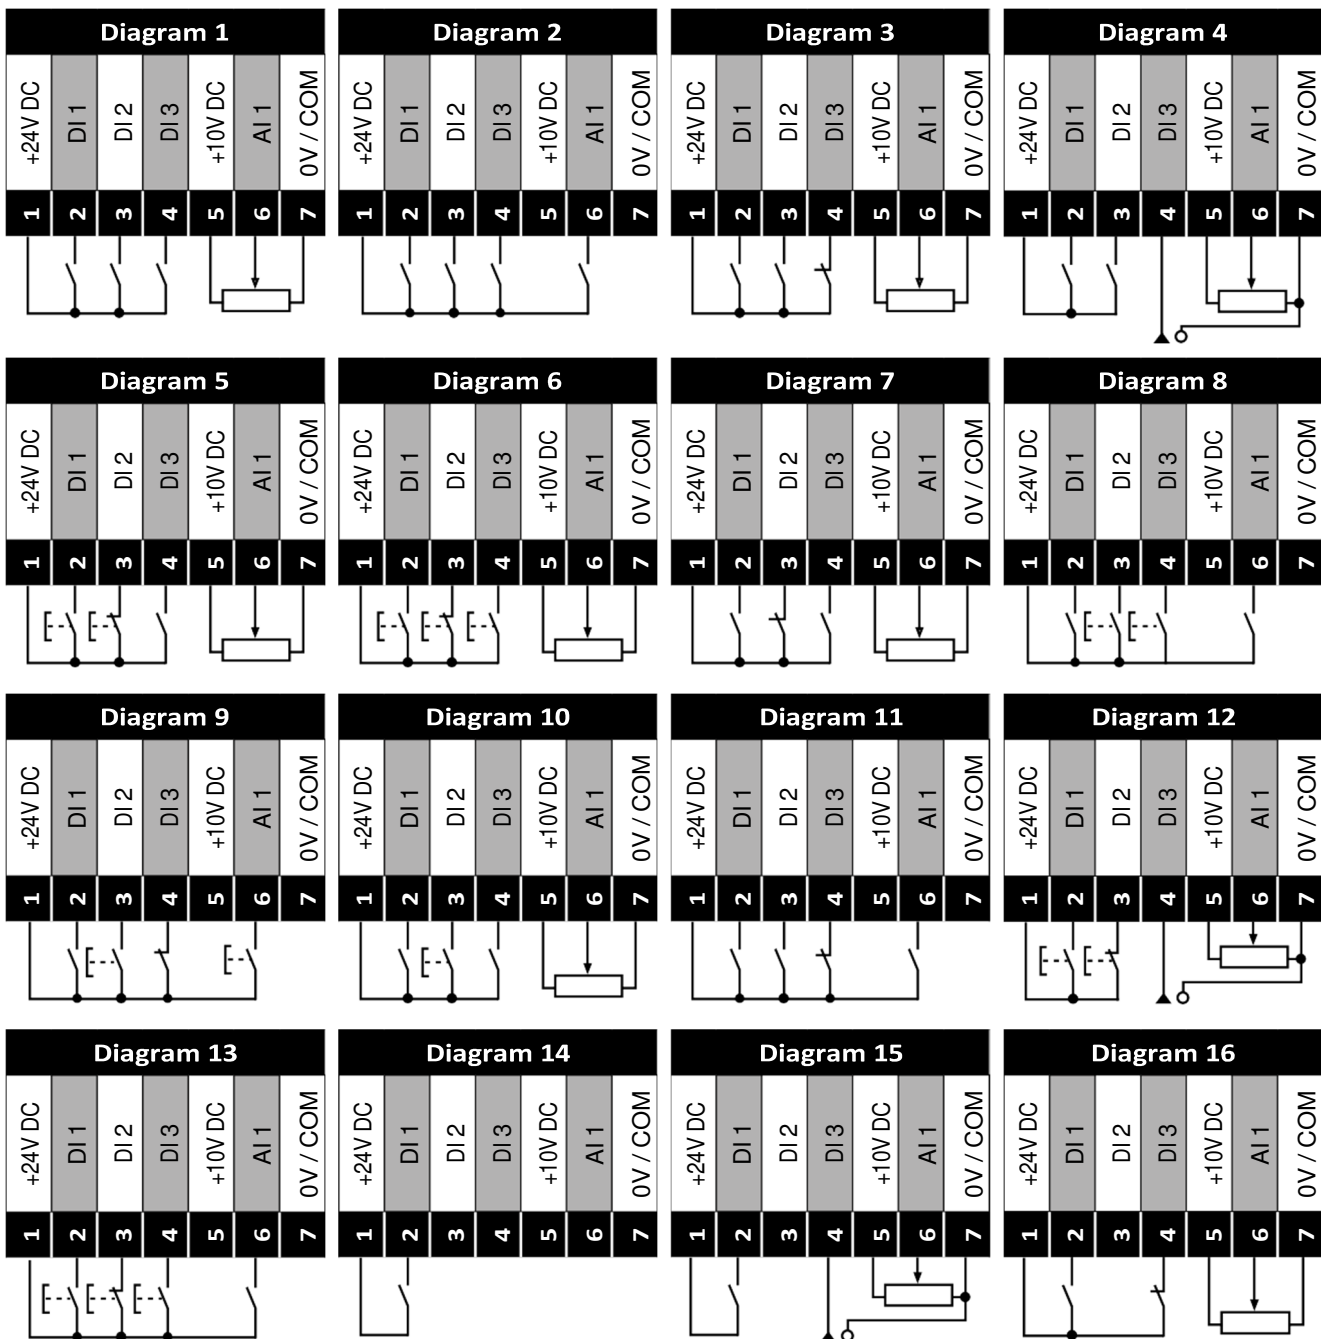 Diagram 1
+24V DC
DI 1
DI 2
DI 3
+10V DC
AI 1
0V / COM
1 2 3 4 5 6 7
Diagram 2
+24V DC
DI 1
DI 2
DI 3
+10V DC
AI 1
0V / COM
1 2 3 4 5 6 7
Diagram 3
+24V DC
DI 1
DI 2
DI 3
+10V DC
AI 1
0V / COM
1 2 3 4 5 6 7
Diagram 4
+24V DC
DI 1
DI 2
DI 3
+10V DC
AI 1
0V / COM
1 2 3 4 5 6 7
Diagram 5
+24V DC
DI 1
DI 2
DI 3
+10V DC
AI 1
0V / COM
1 2 3 4 5 6 7
Diagram 6
+24V DC
DI 1
DI 2
DI 3
+10V DC
AI 1
0V / COM
1 2 3 4 5 6 7
Diagram 7
+24V DC
DI 1
DI 2
DI 3
+10V DC
AI 1
0V / COM
1 2 3 4 5 6 7
Diagram 8
+24V DC
DI 1
DI 2
DI 3
+10V DC
AI 1
0V / COM
1 2 3 4 5 6 7
Diagram 9
+24V DC
DI 1
DI 2
DI 3
+10V DC
AI 1
0V / COM
1 2 3 4 5 6 7
Diagram 10
+24V DC
DI 1
DI 2
DI 3
+10V DC
AI 1
0V / COM
1 2 3 4 5 6 7
Diagram 11
+24V DC
DI 1
DI 2
DI 3
+10V DC
AI 1
0V / COM
1 2 3 4 5 6 7
Diagram 12
+24V DC
DI 1
DI 2
DI 3
+10V DC
AI 1
0V / COM
1 2 3 4 5 6 7
Diagram 13
+24V DC
DI 1
DI 2
DI 3
+10V DC
AI 1
0V / COM
1 2 3 4 5 6 7
Diagram 14
+24V DC
DI 1
DI 2
DI 3
+10V DC
AI 1
0V / COM
1 2 3 4 5 6 7
Diagram 15
+24V DC
DI 1
DI 2
DI 3
+10V DC
AI 1
0V / COM
1 2 3 4 5 6 7
Diagram 16
+24V DC
DI 1
DI 2
DI 3
+10V DC
AI 1
0V / COM
1 2 3 4 5 6 7